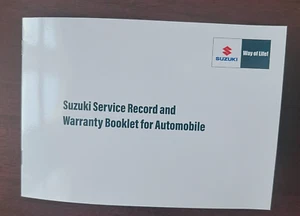 SUZUKI
Way of Life!
Suzuki Service Record and
Warranty Booklet for Automobile